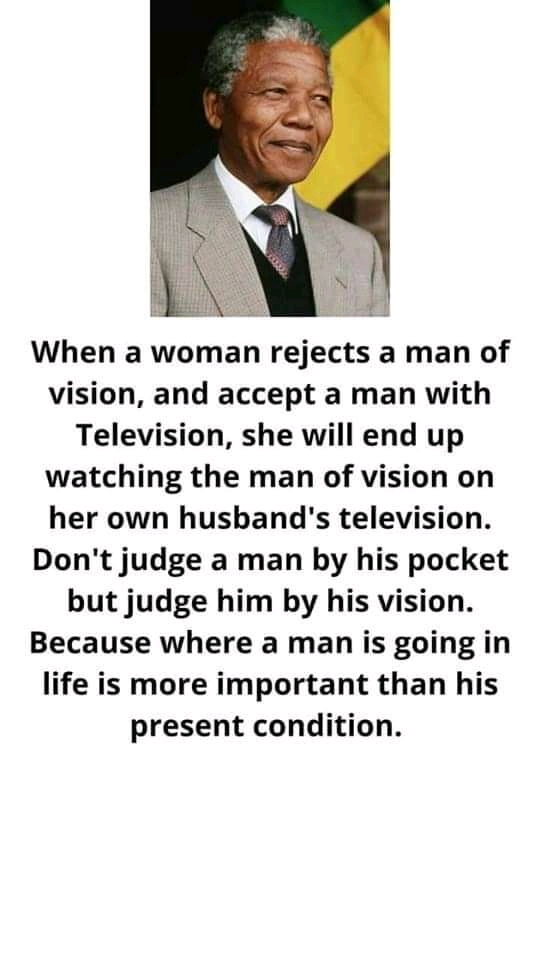 When a woman rejects a man of
vision, and accept a man with
Television, she will end up
watching the man of vision on
her own husband's television.
Don't judge a man by his pocket
but judge him by his vision.
Because where a man is going in
life is more important than his
present condition.